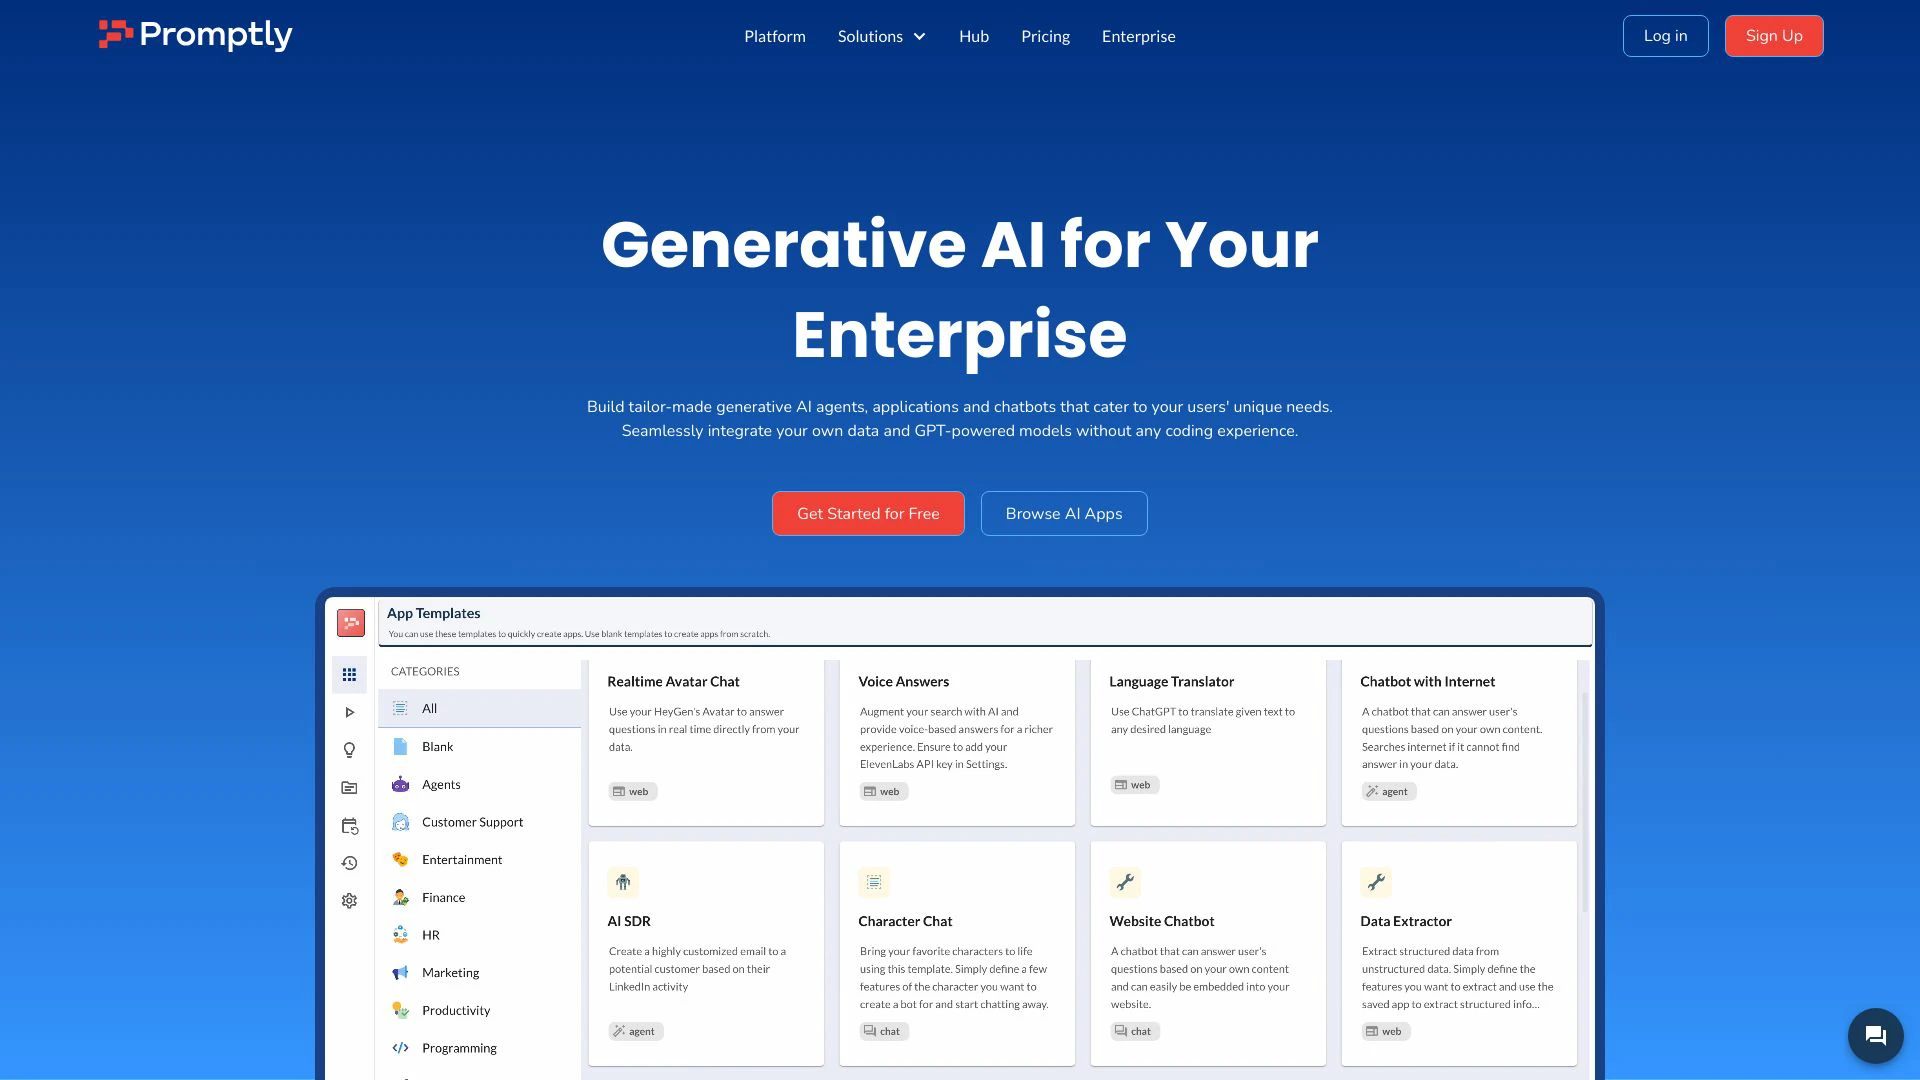 Promptly
Platform
Solutions
Hub
Pricing
Enterprise
Log in
Sign Up
Generative AI for Your
Enterprise
Build tailor-made generative AI agents, applications and chatbots that cater to your users' unique needs.
Seamlessly integrate your own data and GPT-powered models without any coding experience.
Get Started for Free
Browse AI Apps
App Templates
You can use these templates to quickly create apps. Use blank templates to create apps from scratch.
CATEGORIES
All
Blank
Agents
Customer Support
Entertainment
Finance
HR
Marketing
Productivity
Programming
Realtime Avatar Chat
Use your HeyGen's Avatar to answer
questions in real time directly from your
data.
web
Voice Answers
Augment your search with AI and
provide voice-based answers for a richer
experience. Ensure to add your
ElevenLabs API key in Settings.
web
Language Translator
Use ChatGPT to translate given text to
any desired language
web
Chatbot with Internet
A chatbot that can answer user's
questions based on your own content.
Searches internet if it cannot find
answer in your data.
agent
AI SDR
Create a highly customized email to a
potential customer based on their
LinkedIn activity
agent
Character Chat
Bring your favorite characters to life
using this template. Simply define a few
features of the character you want to
create a bot for and start chatting away.
chat
Website Chatbot
A chatbot that can answer user's
questions based on your own content
and can easily be embedded into your
website.
chat
Data Extractor
Extract structured data from
unstructured data. Simply define the
features you want to extract and use the
saved app to extract structured info...
web